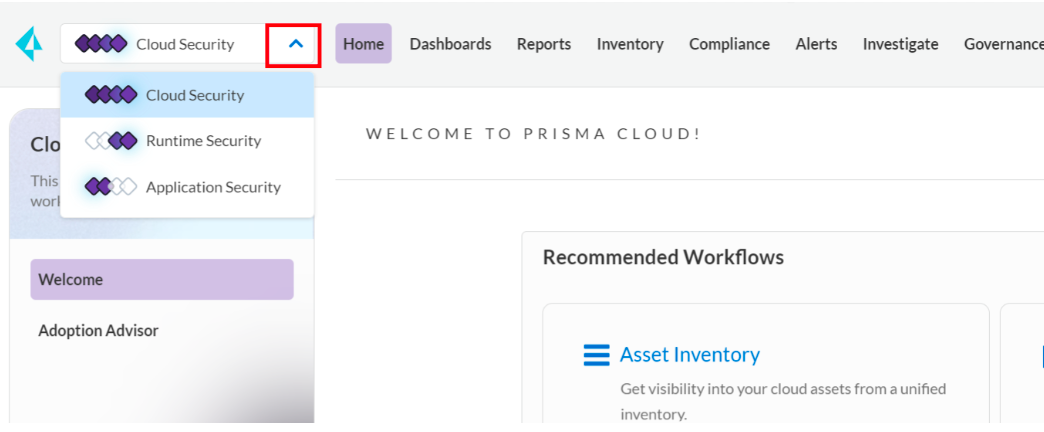 Cloud Security
Home Dashboards Reports Inventory Compliance Alerts Investigate Governance
Cloud Security
Runtime Security
Application Security
Clo
This
work
Welcome
Adoption Advisor
WELCOME TO PRISMA CLOUD!
Recommended Workflows
Asset Inventory
Get visibility into your cloud assets from a unified
inventory.